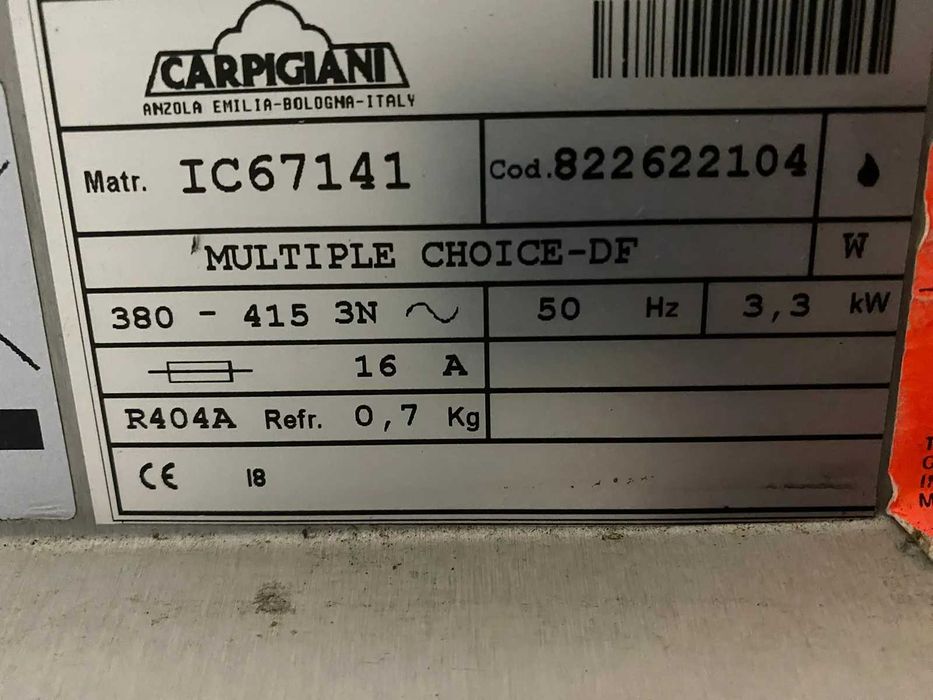 CARPIGIANI
ANZOLA EMILIA-BOLOGNA-ITALY
Matr. IC67141 Cod.822622104
MULTIPLE CHOICE-DF W
380 - 415 3N 50 Hz 3,3 kW
16 A
R404A Refr. 0,7 Kg
CE 18